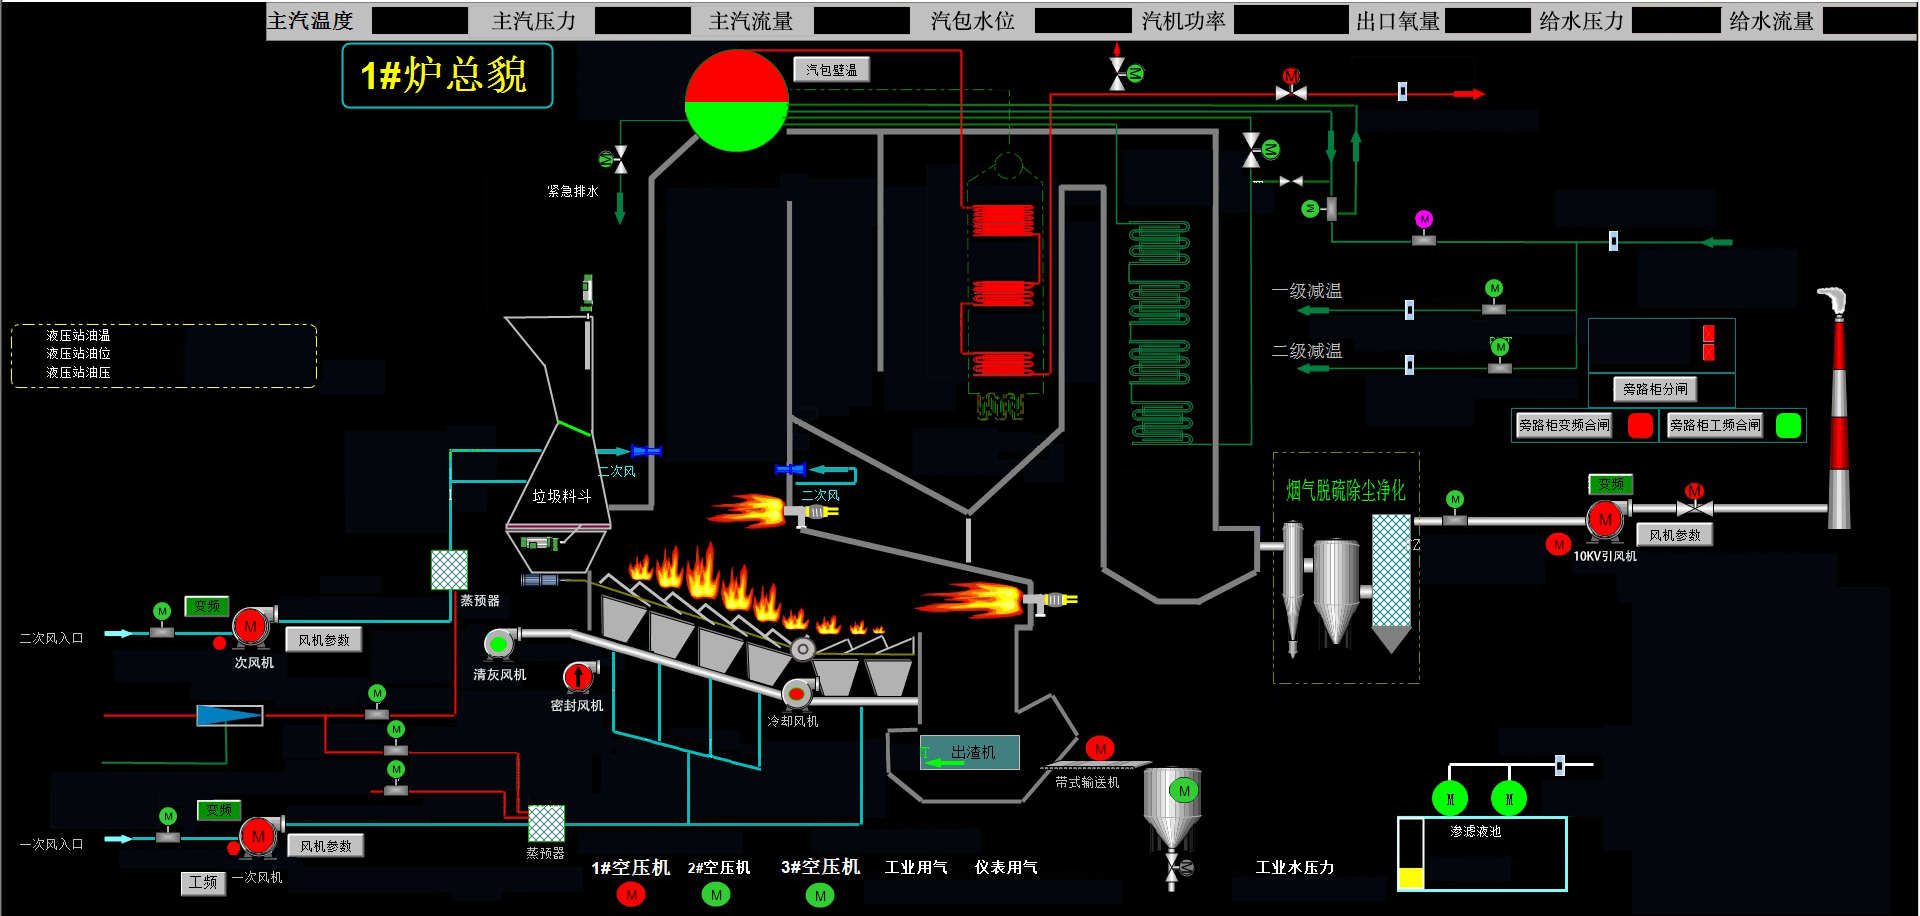 主汽温度 主汽压力 主汽流量 汽包水位 汽机功率 出口氧量 给水压力 给水流量
1#炉总貌
汽包壁温
M
M
M
M
紧急排水
M
M
一级减温
M
二级减温
M
液压站油温
液压站油位
液压站油压
旁路柜分闸
旁路柜变频合闸
旁路柜工频合闸
二次风
二次风
垃圾料斗
烟气脱硫除尘净化
Z
M
变频
M
M
M
风机参数
10KV引风机
蒸预器
二次风入口
M
变频
M
风机参数
次风机
清灰风机
密封风机
冷却风机
M
M
M
出渣机
T
M
带式输送机
M
M
M
渗滤液池
一次风入口
M
变频
M
风机参数
工频
一次风机
蒸预器
1#空压机 2#空压机 3#空压机 工业用气 仪表用气 工业水压力
M M M